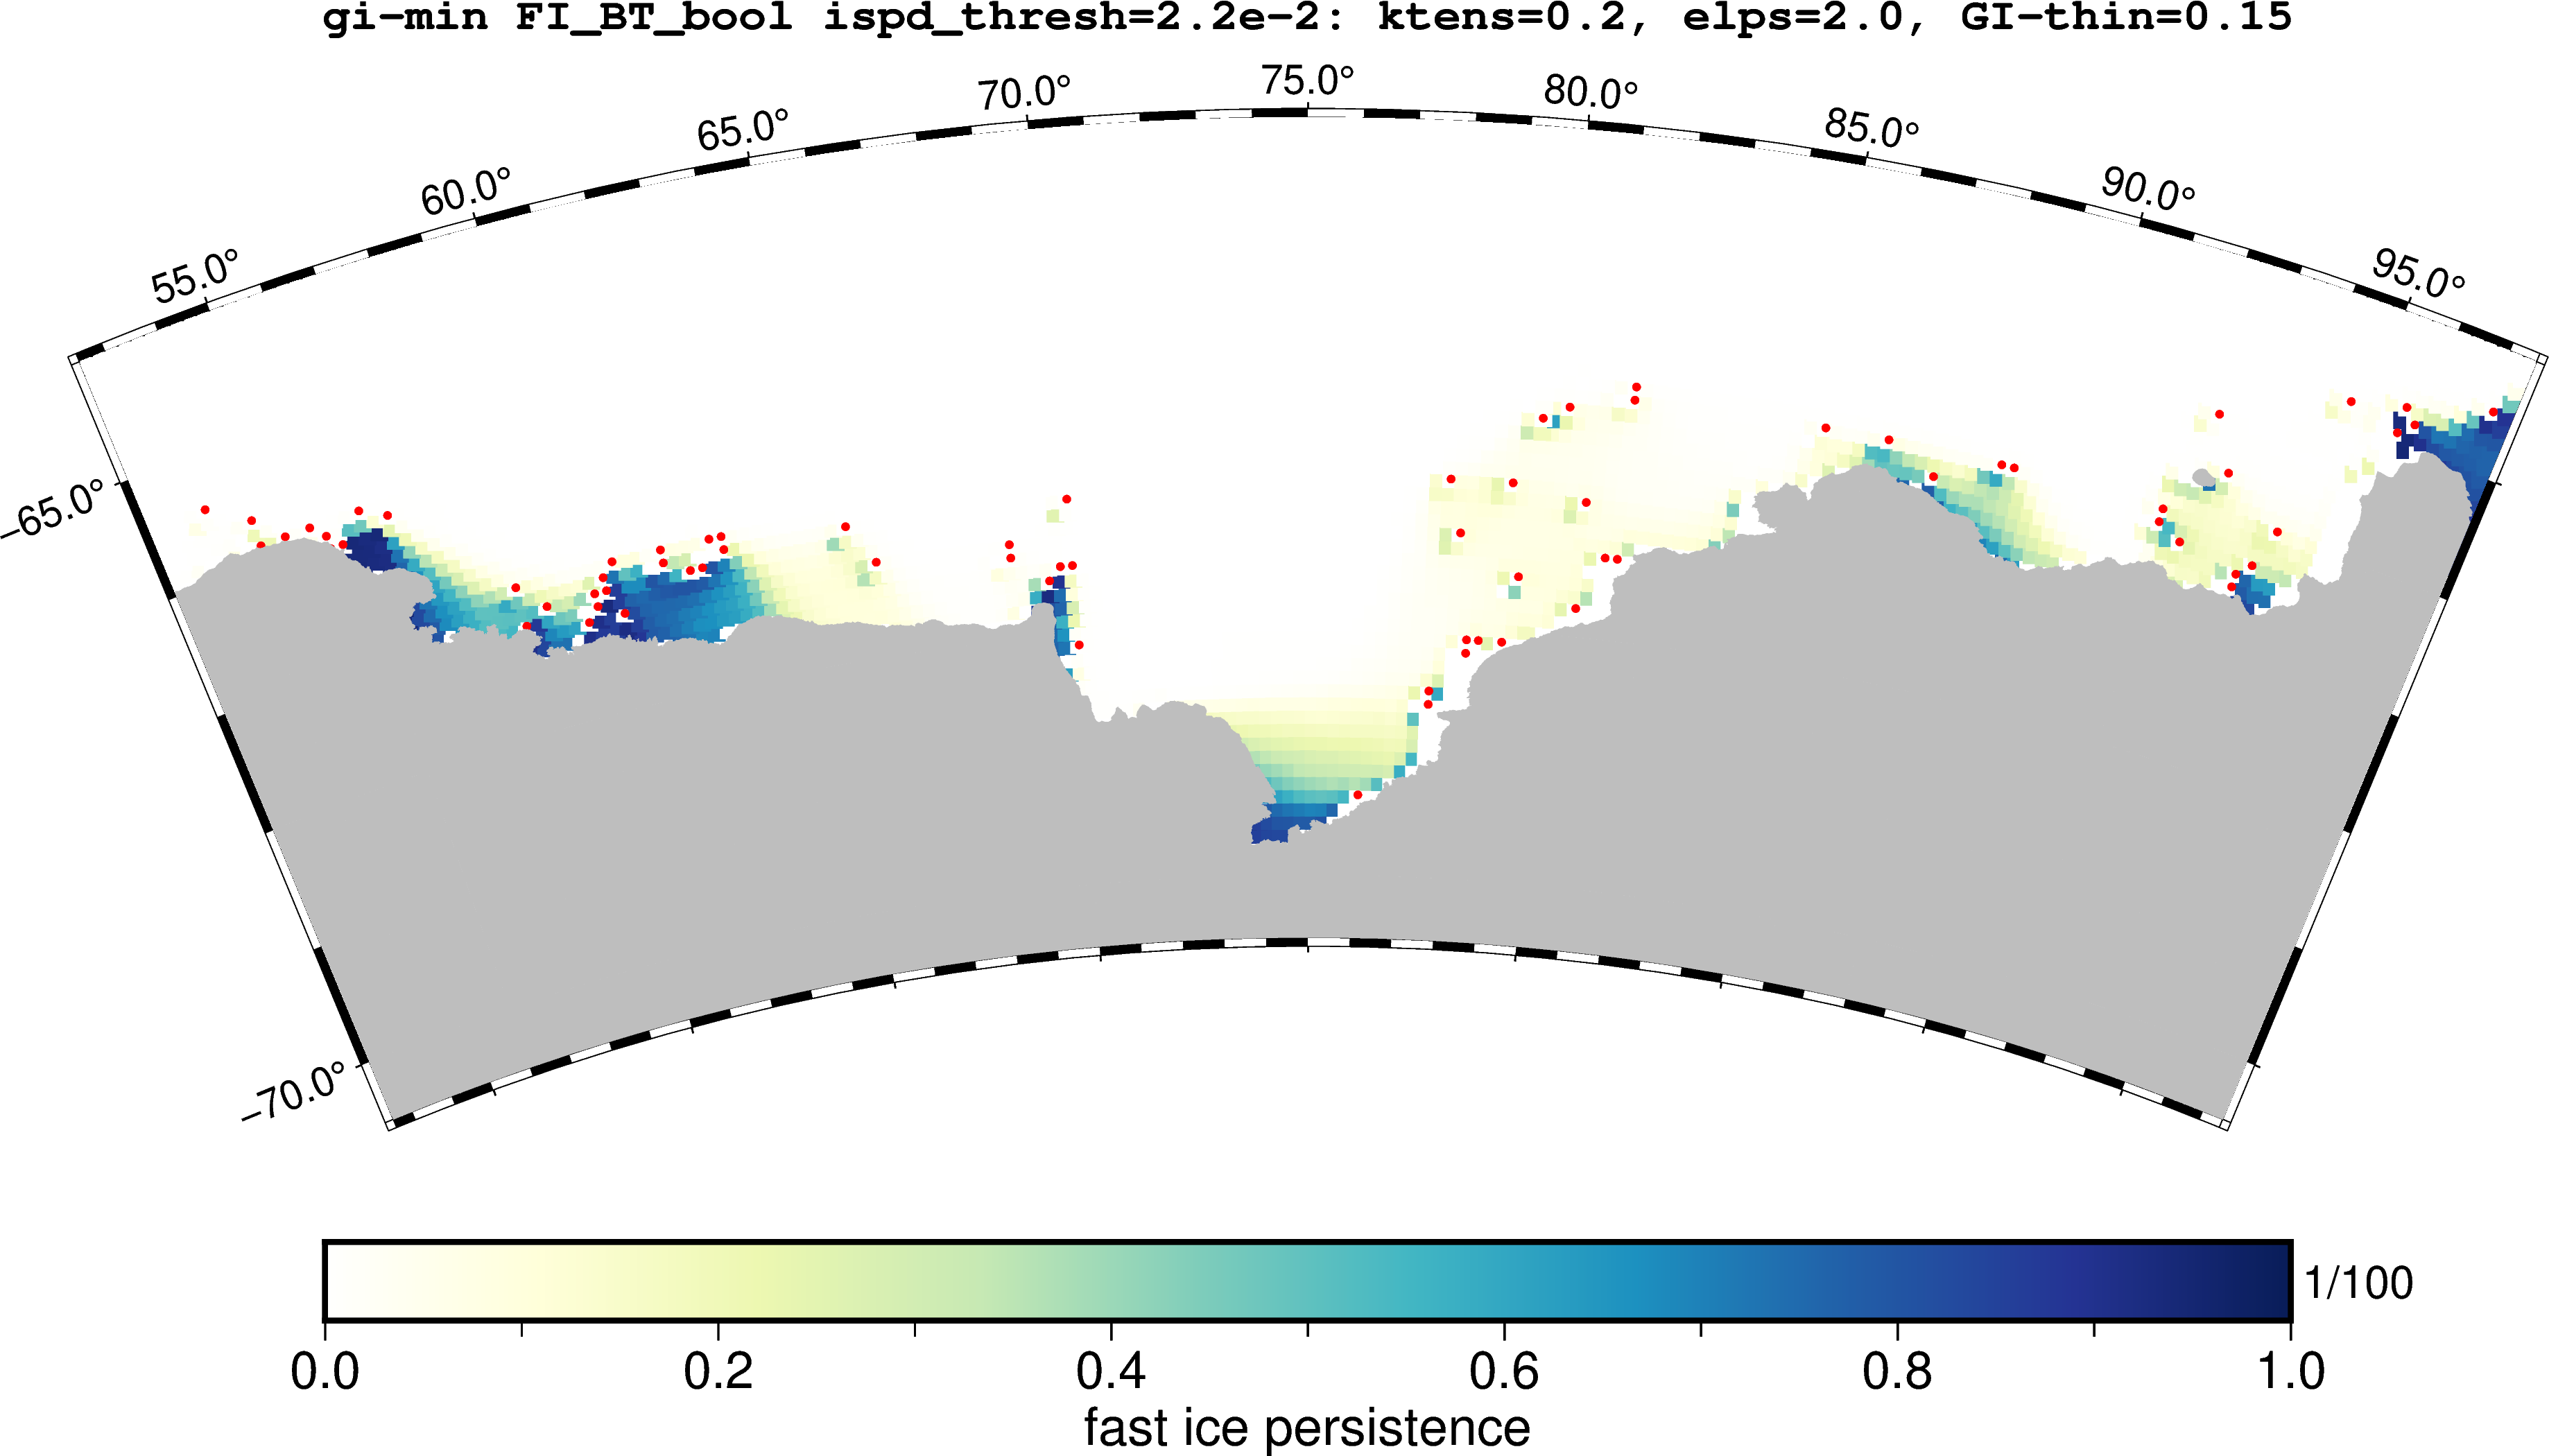 gi-min FI_BT_bool ispd_thresh=2.2e-2: ktens=0.2, elps=2.0, GI-thin=0.15
55.0° 60.0° 65.0° 70.0° 75.0° 80.0° 85.0° 90.0° 95.0°
-65.0°
-70.0°
1/100
0.0 0.2 0.4 0.6 0.8 1.0
fast ice persistence